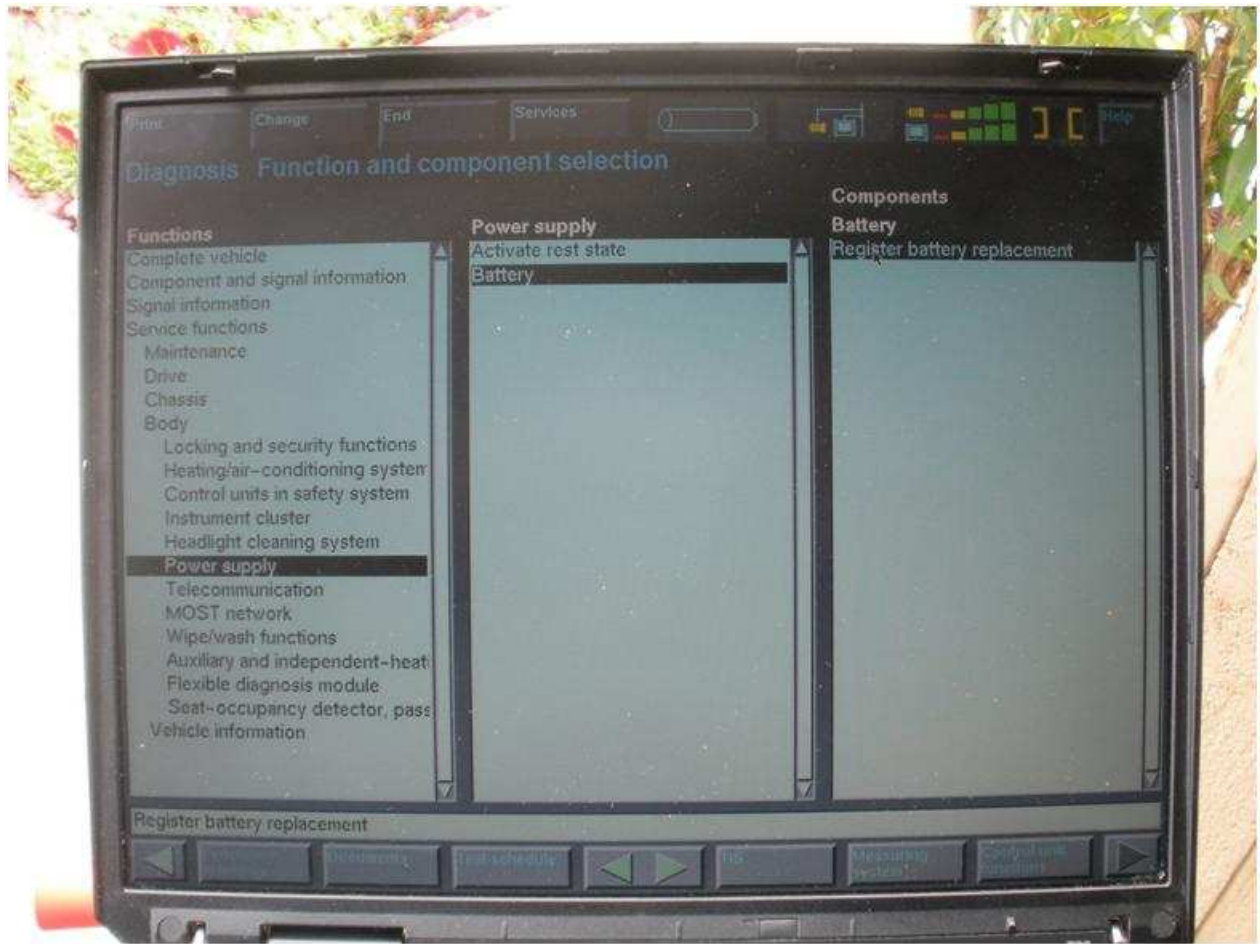 Print
Change
End
Services
Help
Diagnosis Function and component selection
Components
Functions
Power supply
Battery
Complete vehicle
Component and signal information
Signal information
Service functions
Maintenance
Drive
Chassis
Body
Locking and security functions
Heating/air-conditioning system
Control units in safety system
Instrument cluster
Headlight cleaning system
Power supply
Telecommunication
MOST network
Wipe/wash functions
Auxiliary and independent-heat
Flexible diagnosis module
Seat-occupancy detector, pass
Vehicle information
Activate rest state
Battery
Register battery replacement
Register battery replacement
Documents
Test schedule
TIS
Measuring system
Control unit functions